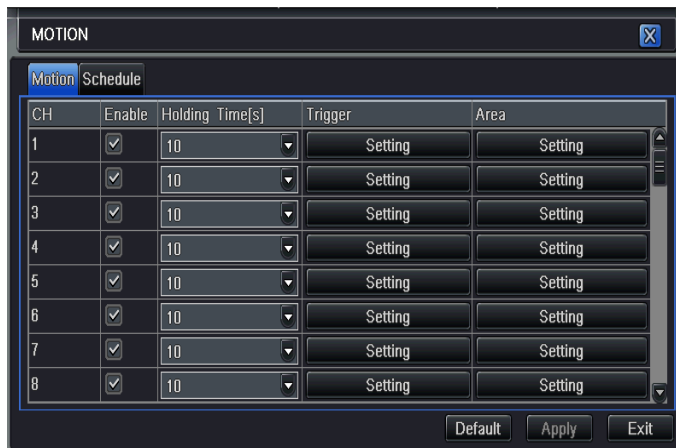 MOTION
Motion Schedule
CH Enable Holding Time[s] Trigger Area
1 10 Setting Setting
2 10 Setting Setting
3 10 Setting Setting
4 10 Setting Setting
5 10 Setting Setting
6 10 Setting Setting
7 10 Setting Setting
8 10 Setting Setting
Default Apply Exit